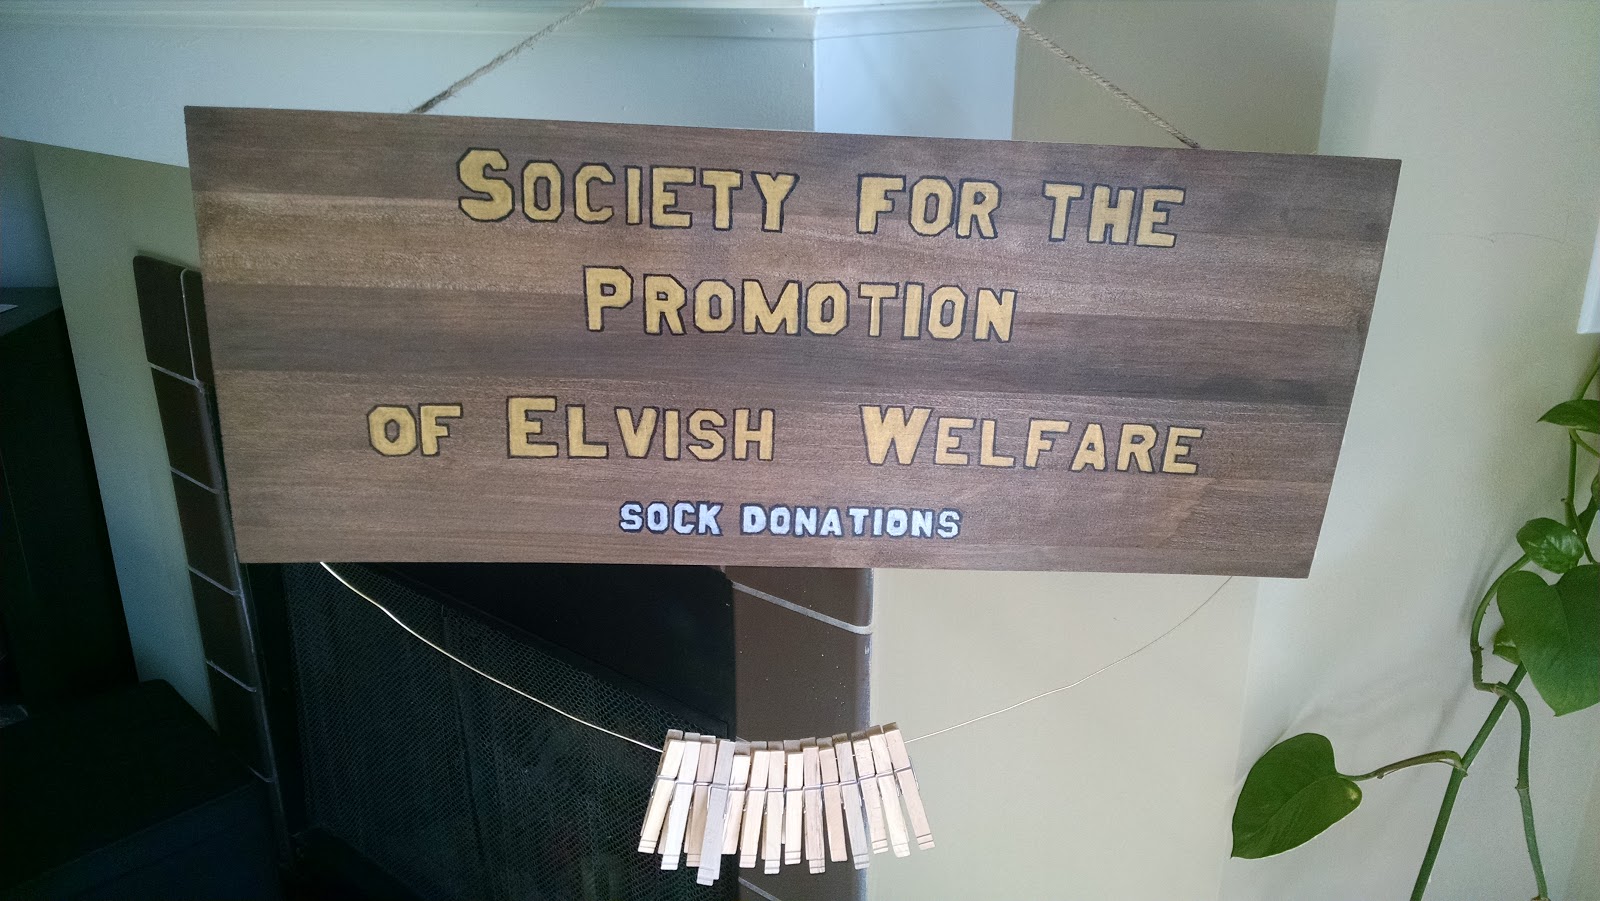 SOCIETY FOR THE
PROMOTION
OF ELVISH WELFARE
SOCK DONATIONS